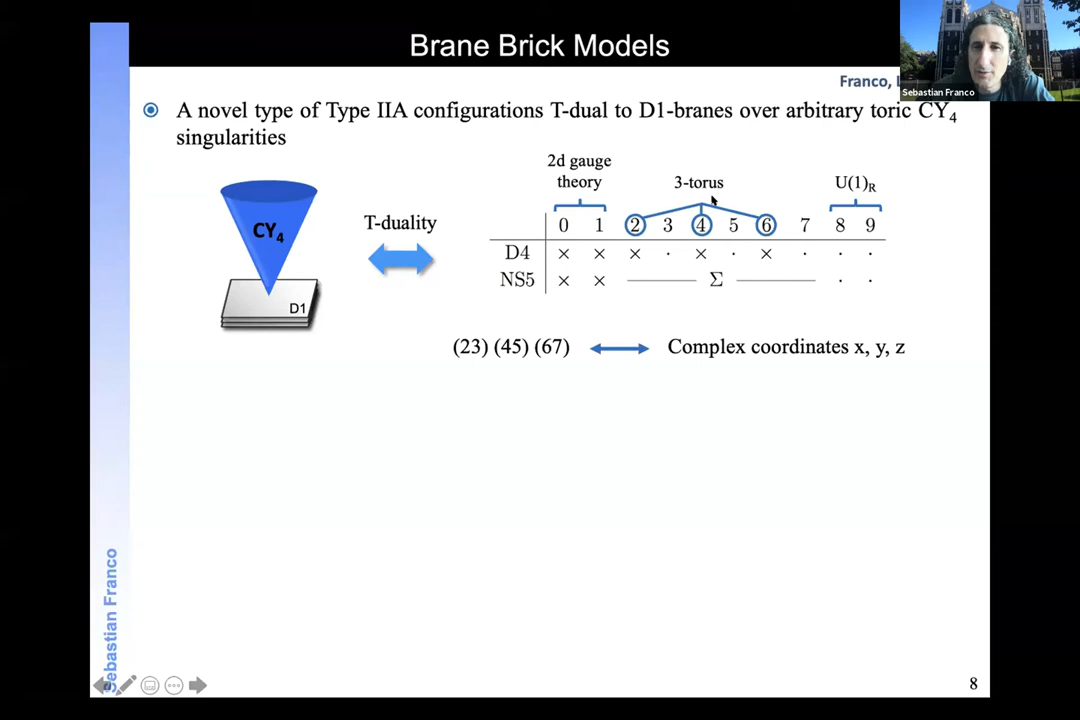 Brane Brick Models
Franco,
Sebastian Franco
A novel type of Type IIA configurations T-dual to D1-branes over arbitrary toric CY₄
singularities
2d gauge
theory
3-torus
U(1)R
CY₄
D1
T-duality
0 1 2 3 4 5 6 7 8 9
D4 × × × · × · × · · ·
NS5 × × Σ · ·
(23) (45) (67)
Complex coordinates x, y, z
Sebastian Franco
8